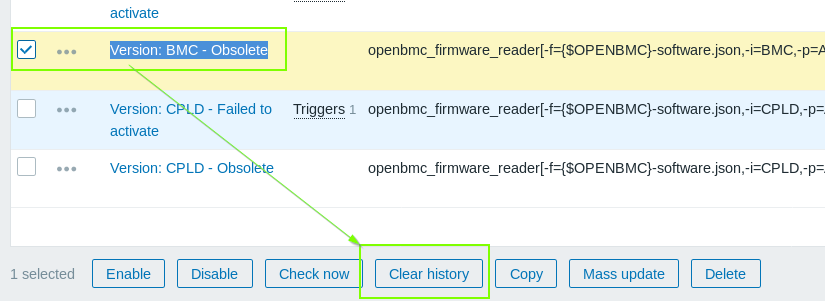 activate
Version: BMC - Obsolete openbmc_firmware_reader[-f={$OPENBMC}-software.json,-i=BMC,-p=A
Version: CPLD - Failed to Triggers 1 openbmc_firmware_reader[-f={$OPENBMC}-software.json,-i=CPLD,-p=
activate
Version: CPLD - Obsolete openbmc_firmware_reader[-f={$OPENBMC}-software.json,-i=CPLD,-p=
1 selected Enable Disable Check now Clear history Copy Mass update Delete